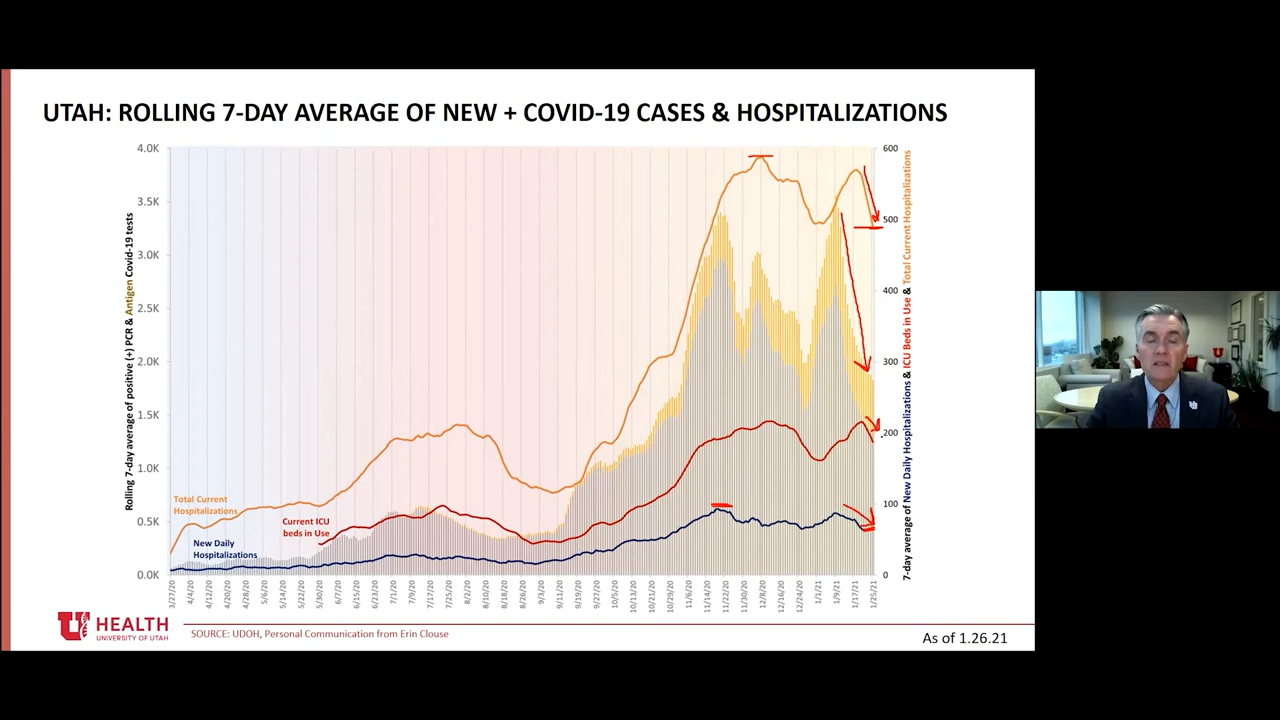 UTAH: ROLLING 7-DAY AVERAGE OF NEW + COVID-19 CASES & HOSPITALIZATIONS
Rolling 7-day average of positive (+) PCR & Antigen Covid-19 tests
4.0K
3.5K
3.0K
2.5K
2.0K
1.5K
1.0K
0.5K
0.0K
Total Current
Hospitalizations
New Daily
Hospitalizations
Current ICU
beds in Use
600
500
400
300
200
100
0
7-day average of New Daily Hospitalizations & ICU Beds in Use & Total Current Hospitalizations
3/27/20
4/4/20
4/12/20
4/20/20
4/28/20
5/6/20
5/14/20
5/22/20
5/30/20
6/7/20
6/15/20
6/23/20
7/1/20
7/9/20
7/17/20
7/25/20
8/2/20
8/10/20
8/18/20
8/26/20
9/3/20
9/11/20
9/19/20
9/27/20
10/5/20
10/13/20
10/21/20
10/29/20
11/6/20
11/14/20
11/22/20
11/30/20
12/8/20
12/16/20
12/24/20
1/1/21
1/9/21
1/17/21
1/25/21
U HEALTH
UNIVERSITY OF UTAH
SOURCE: UDOH, Personal Communication from Erin Clouse
As of 1.26.21